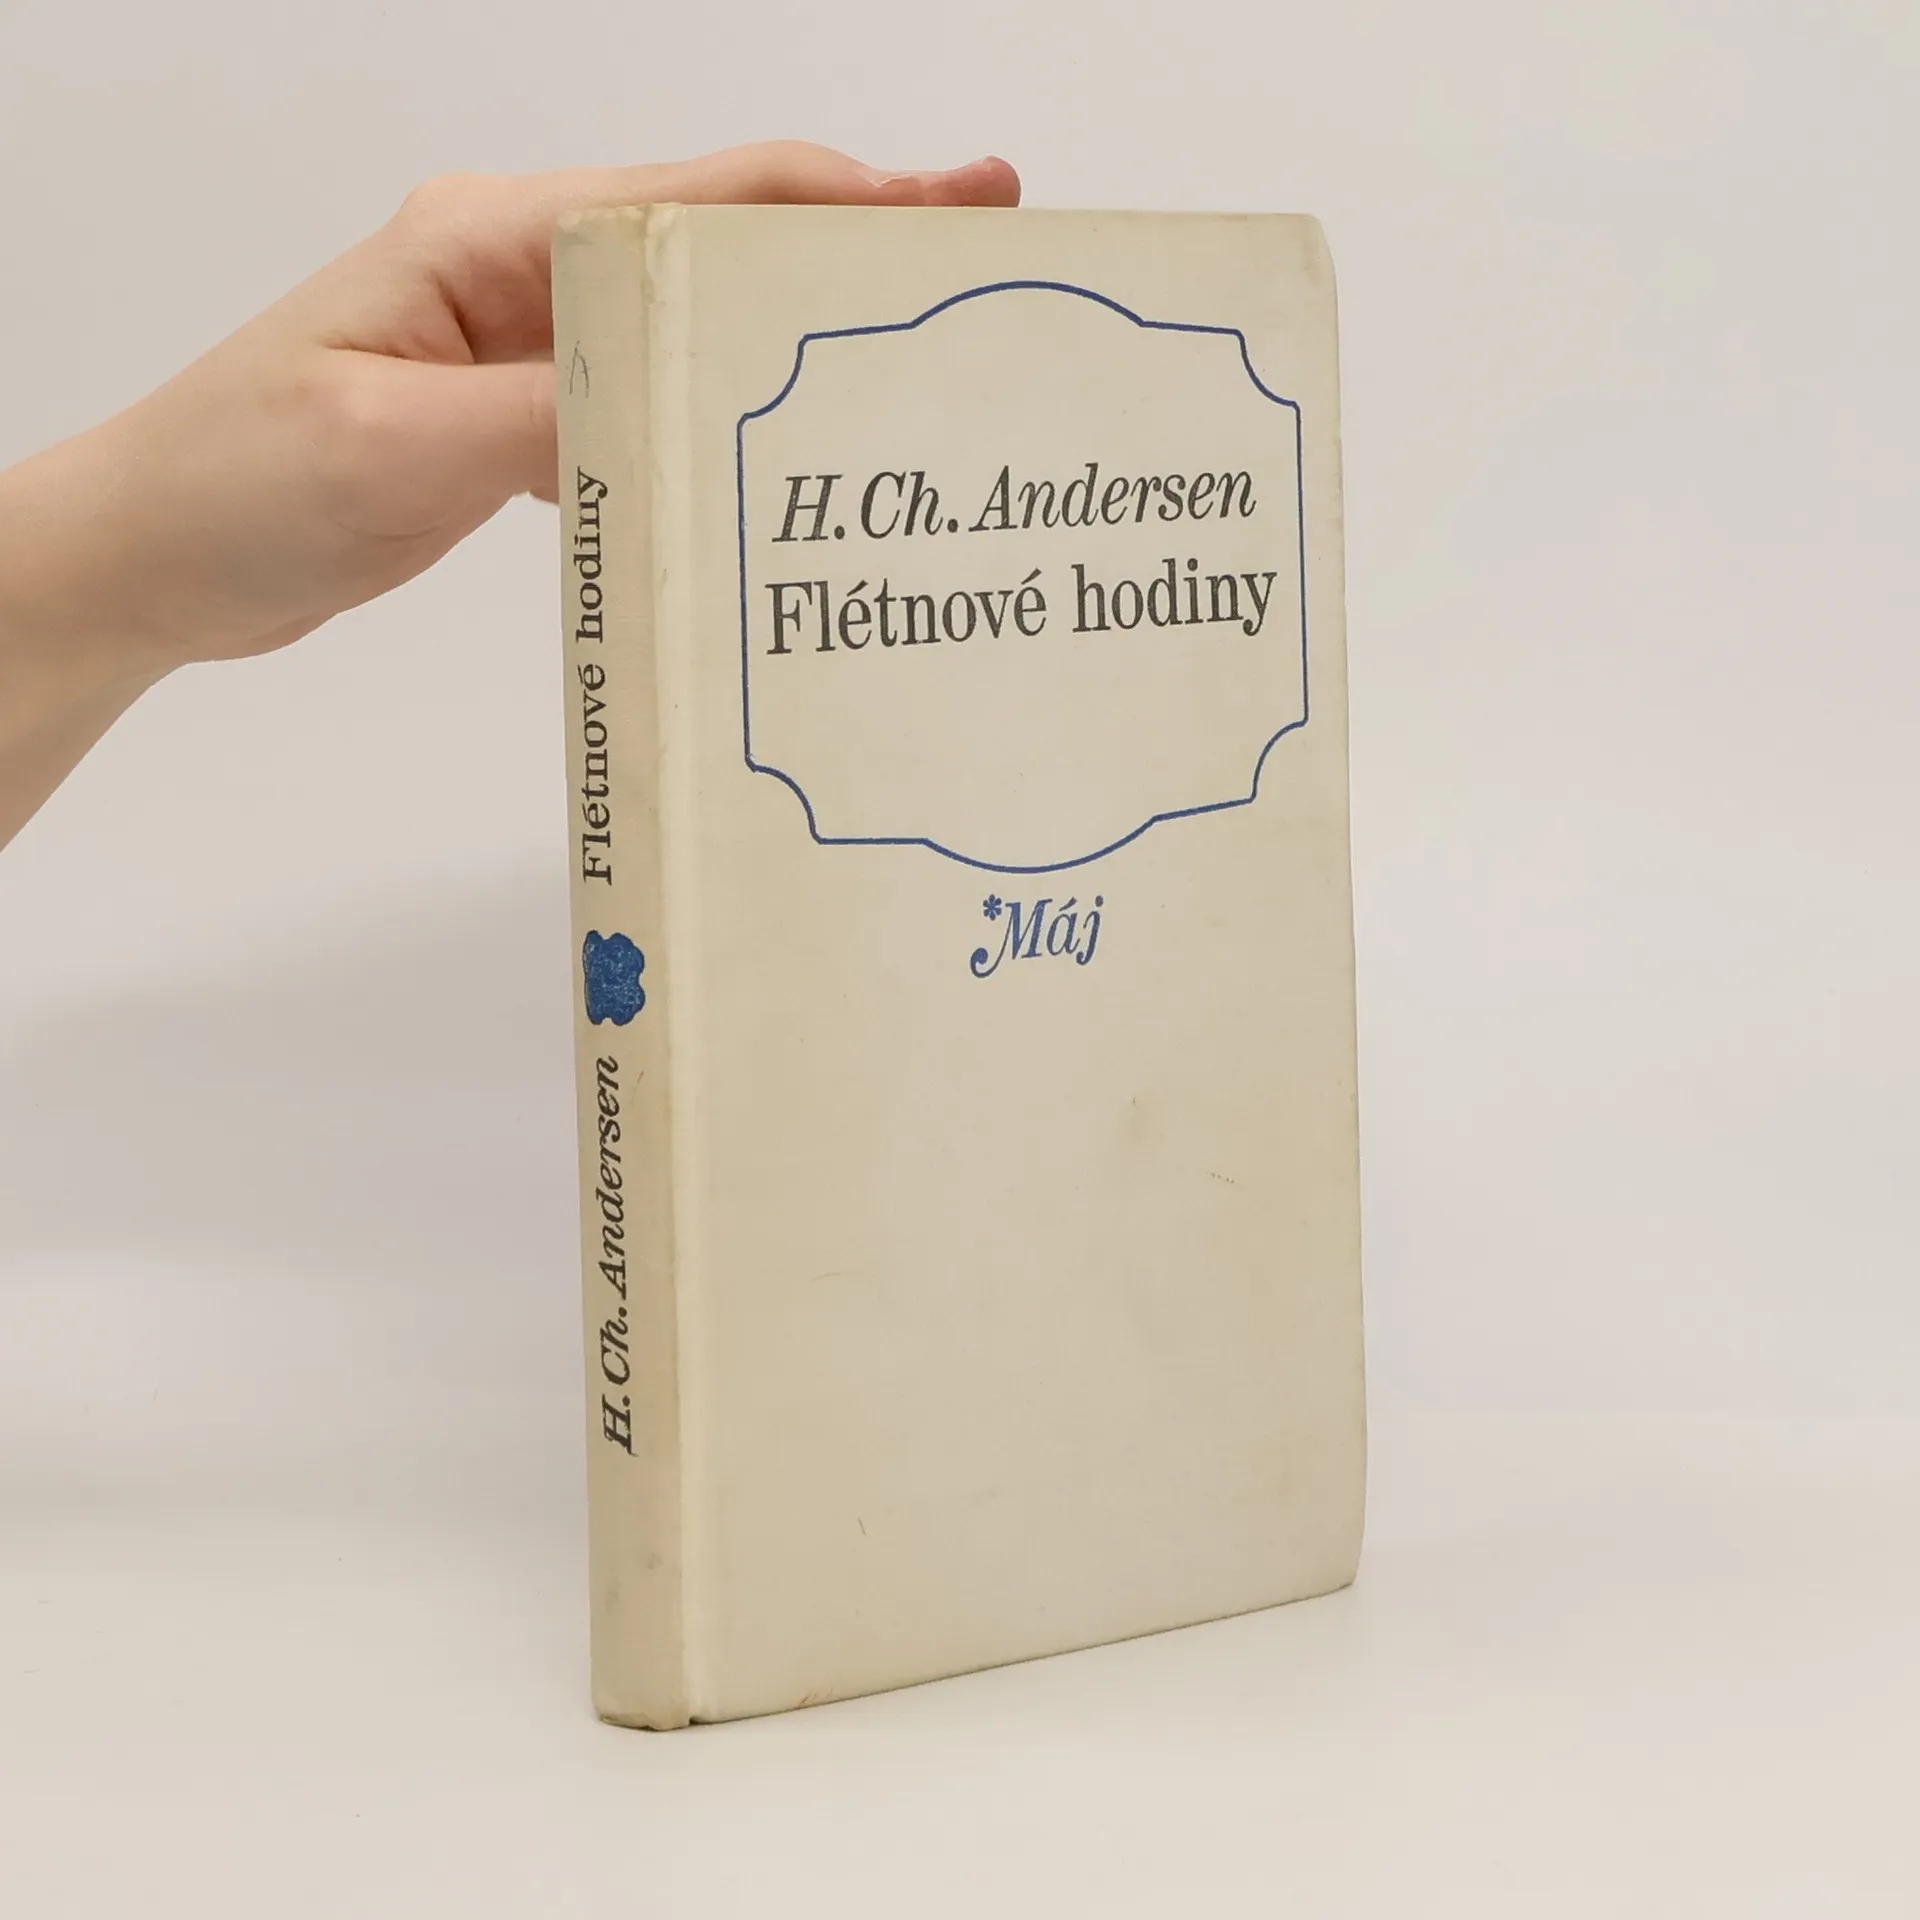 H. Ch. Andersen
Flétnové hodiny
*Máj
H. Ch. Andersen
Flétnové hodiny